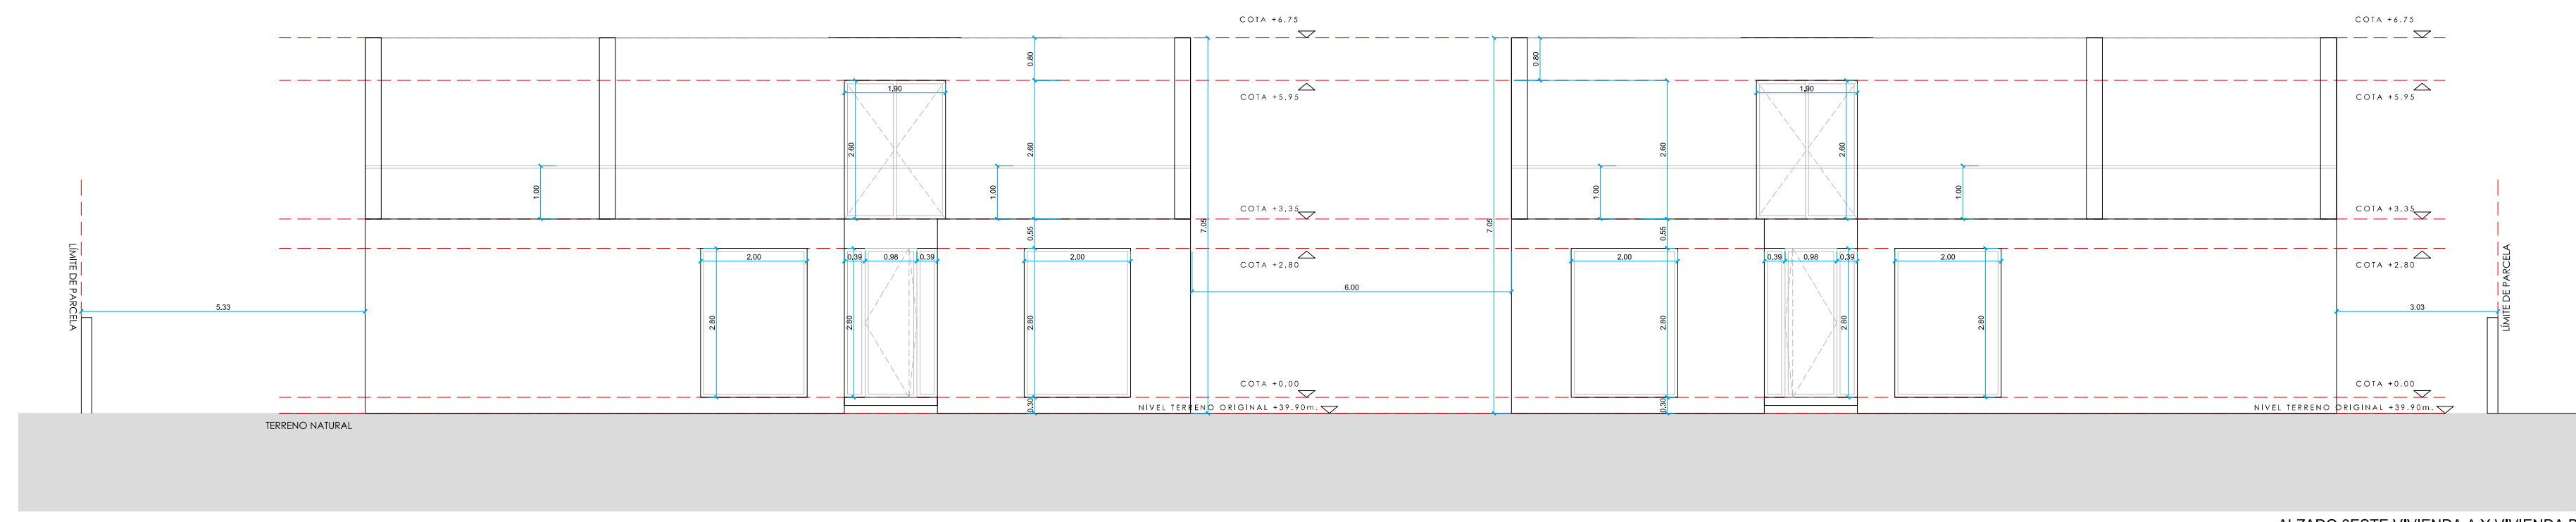 COTA +6,75
COTA +6.75
0.80
0.80
COTA +5,95
COTA +5.95
1,90
1,90
2.60
2.60
2.60
2.60
1.00
1.00
1.00
1.00
COTA +3,35
COTA +3.35
7.05
7.05
0.55
0.55
LÍMITE DE PARCELA
LÍMITE DE PARCELA
2,00
0,39
0,98
0,39
2,00
2,00
0,39
0,98
0,39
2,00
COTA +2,80
COTA +2.80
6.00
5,33
3.03
2.80
2.80
2.80
2.80
2.80
2.80
COTA +0,00
COTA +0.00
0.30
0.30
NIVEL TERRENO ORIGINAL +39.90m.
NIVEL TERRENO ORIGINAL +39.90m.
TERRENO NATURAL